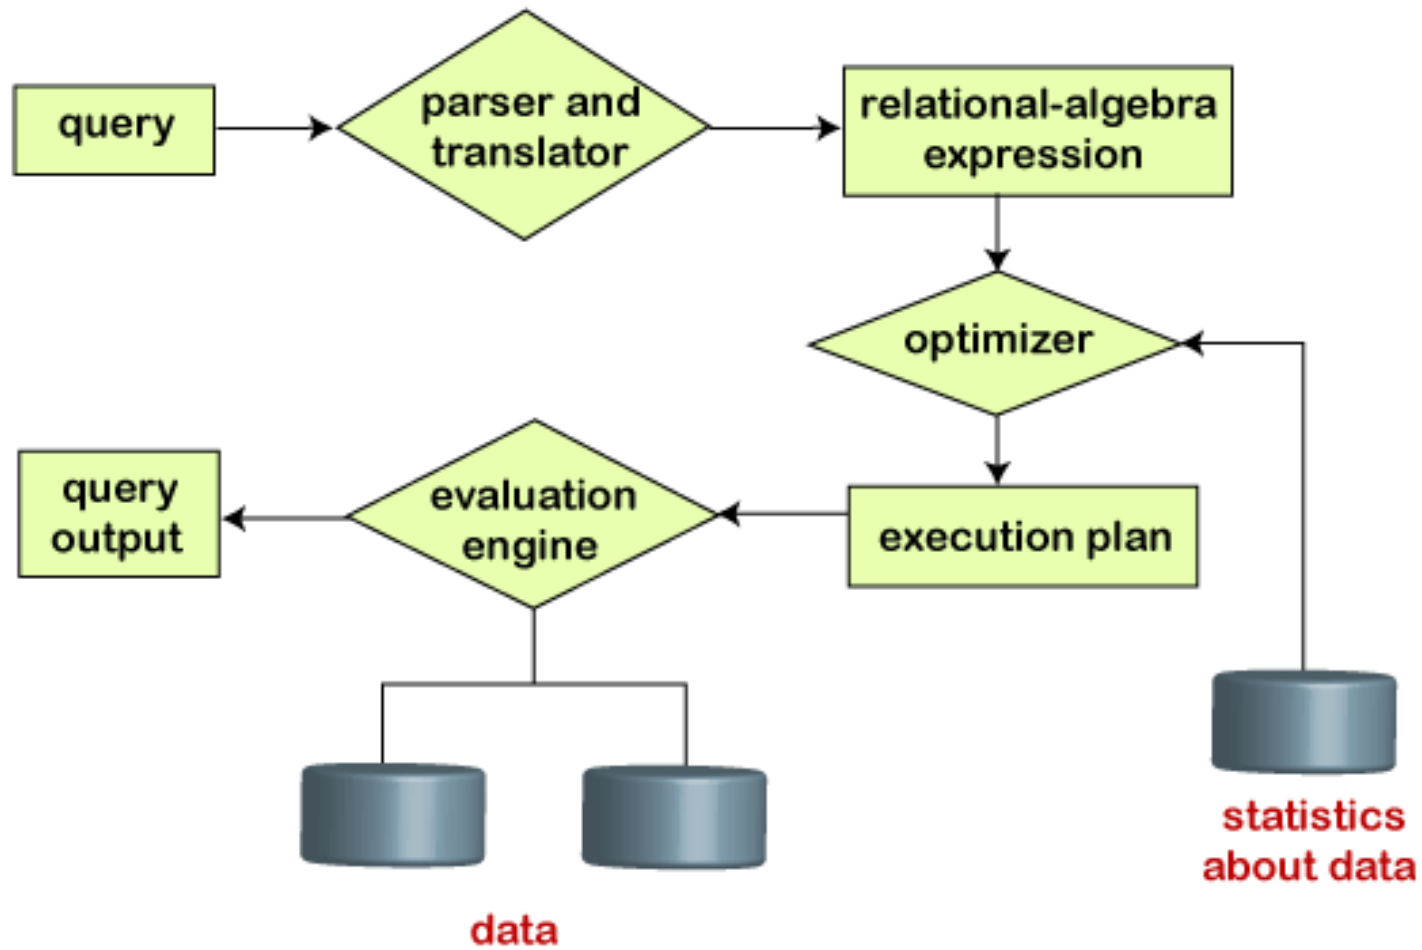 query
parser and
translator
relational-algebra
expression
optimizer
query
output
evaluation
engine
execution plan
statistics
about data
data